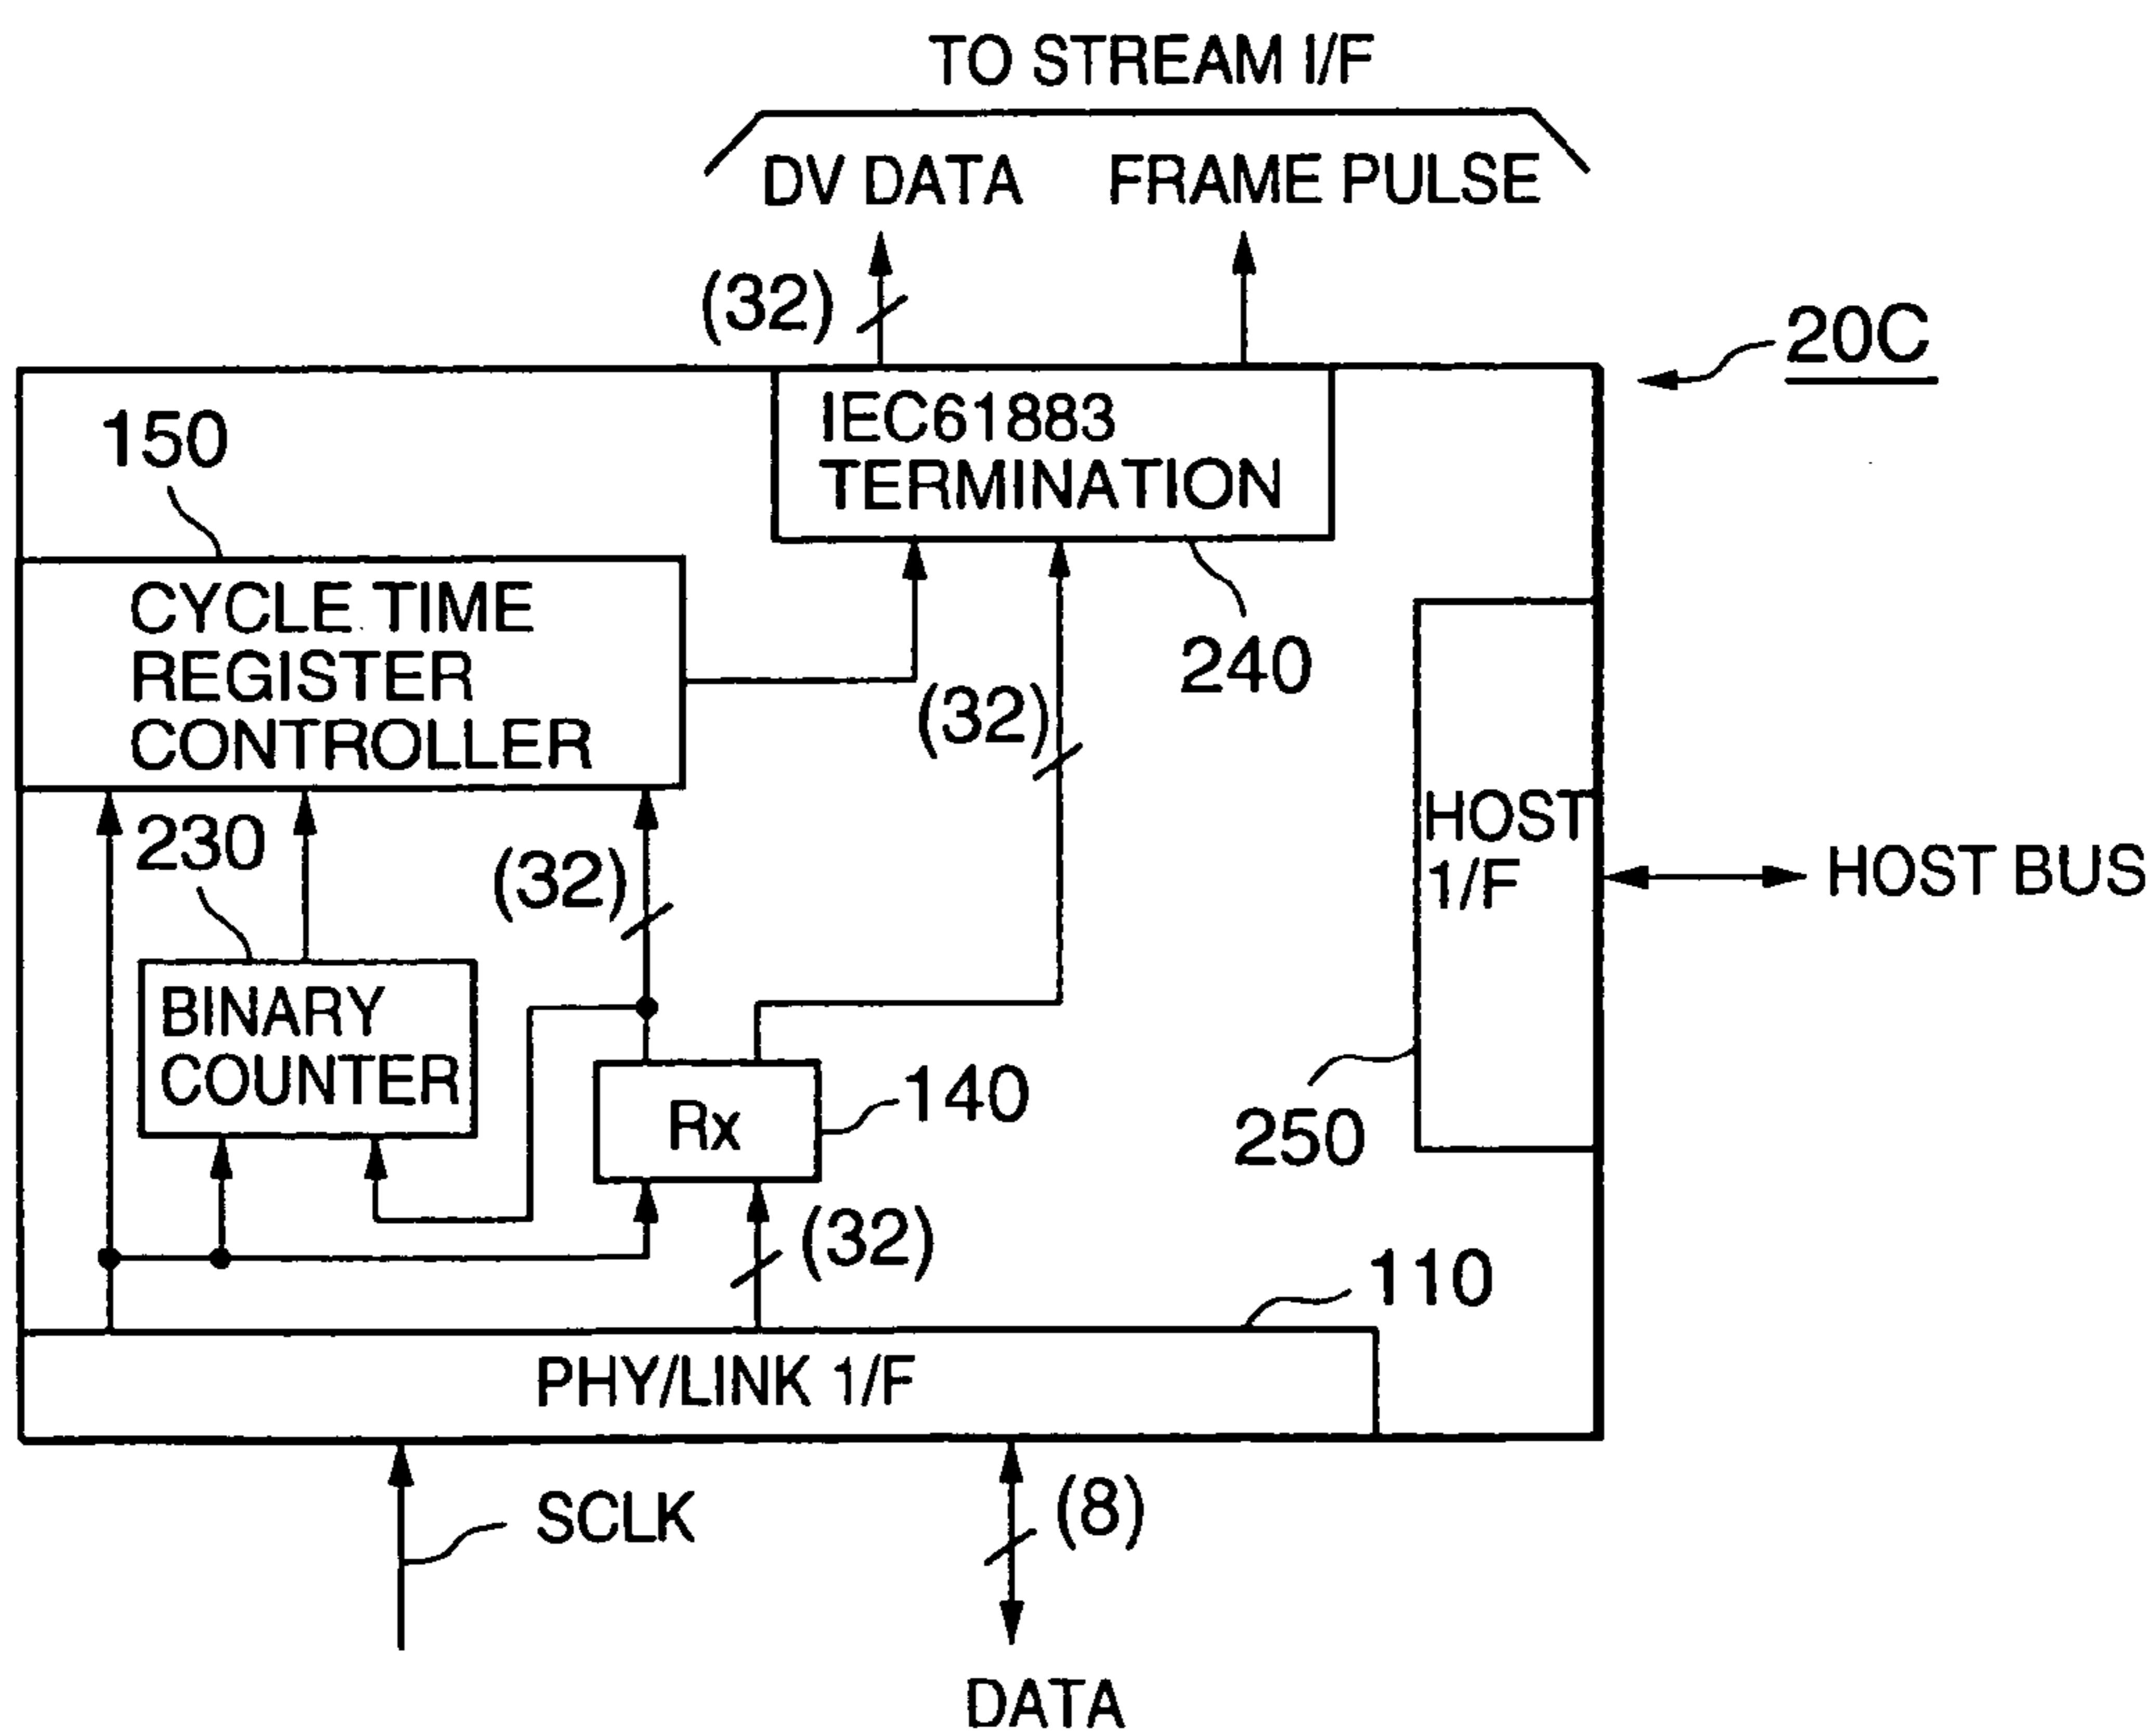 TO STREAM I/F
DV DATA FRAME PULSE
(32)
20C
IEC61883
TERMINATION
150
CYCLE TIME
REGISTER
CONTROLLER
240
(32)
230
(32)
HOST
1/F
HOST BUS
BINARY
COUNTER
Rx
140
250
(32)
110
PHY/LINK 1/F
SCLK
(8)
DATA